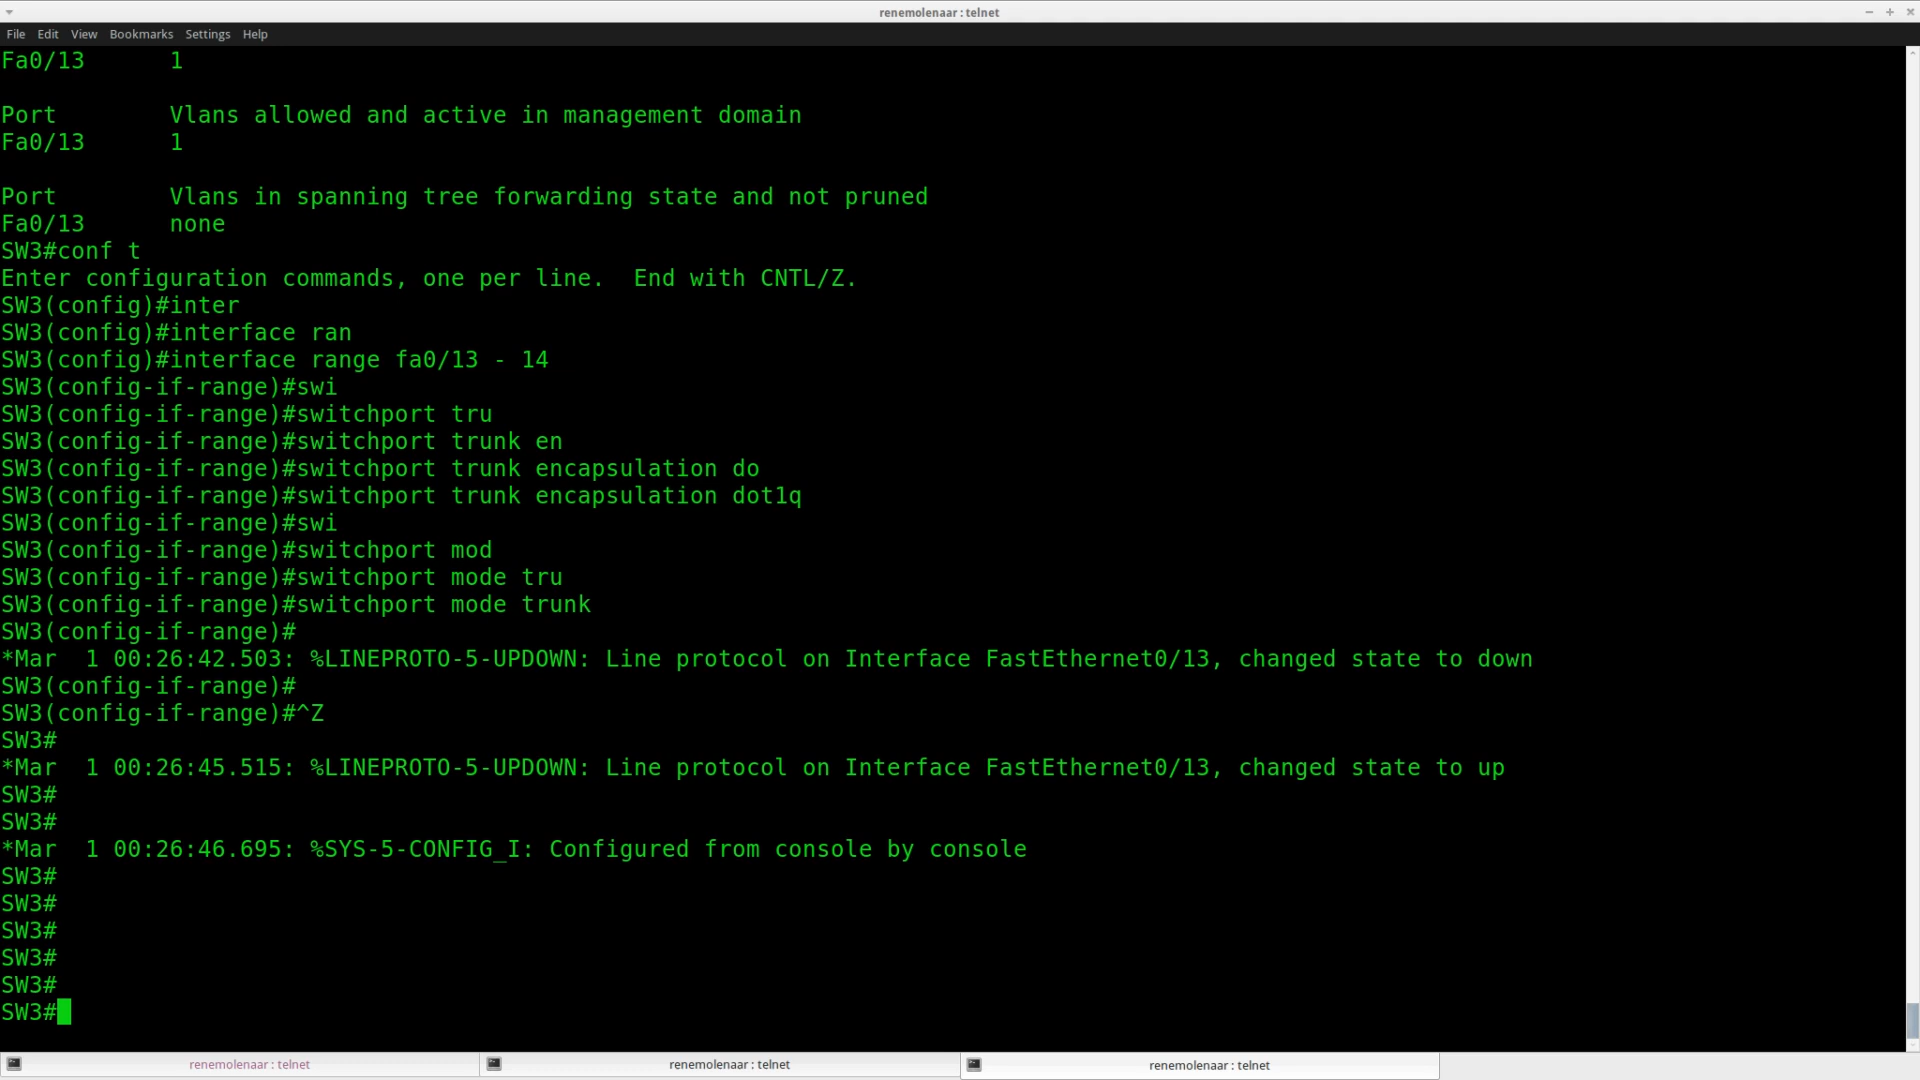 renemolenaar : telnet
File Edit View Bookmarks Settings Help
Fa0/13 1
Port Vlans allowed and active in management domain
Fa0/13 1
Port Vlans in spanning tree forwarding state and not pruned
Fa0/13 none
SW3#conf t
Enter configuration commands, one per line. End with CNTL/Z.
SW3(config)#inter
SW3(config)#interface ran
SW3(config)#interface range fa0/13 - 14
SW3(config-if-range)#swi
SW3(config-if-range)#switchport tru
SW3(config-if-range)#switchport trunk en
SW3(config-if-range)#switchport trunk encapsulation do
SW3(config-if-range)#switchport trunk encapsulation dot1q
SW3(config-if-range)#swi
SW3(config-if-range)#switchport mod
SW3(config-if-range)#switchport mode tru
SW3(config-if-range)#switchport mode trunk
SW3(config-if-range)#
*Mar 1 00:26:42.503: %LINEPROTO-5-UPDOWN: Line protocol on Interface FastEthernet0/13, changed state to down
SW3(config-if-range)#
SW3(config-if-range)#^Z
SW3#
*Mar 1 00:26:45.515: %LINEPROTO-5-UPDOWN: Line protocol on Interface FastEthernet0/13, changed state to up
SW3#
SW3#
*Mar 1 00:26:46.695: %SYS-5-CONFIG_I: Configured from console by console
SW3#
SW3#
SW3#
SW3#
SW3#
SW3#
renemolenaar : telnet renemolenaar : telnet renemolenaar : telnet